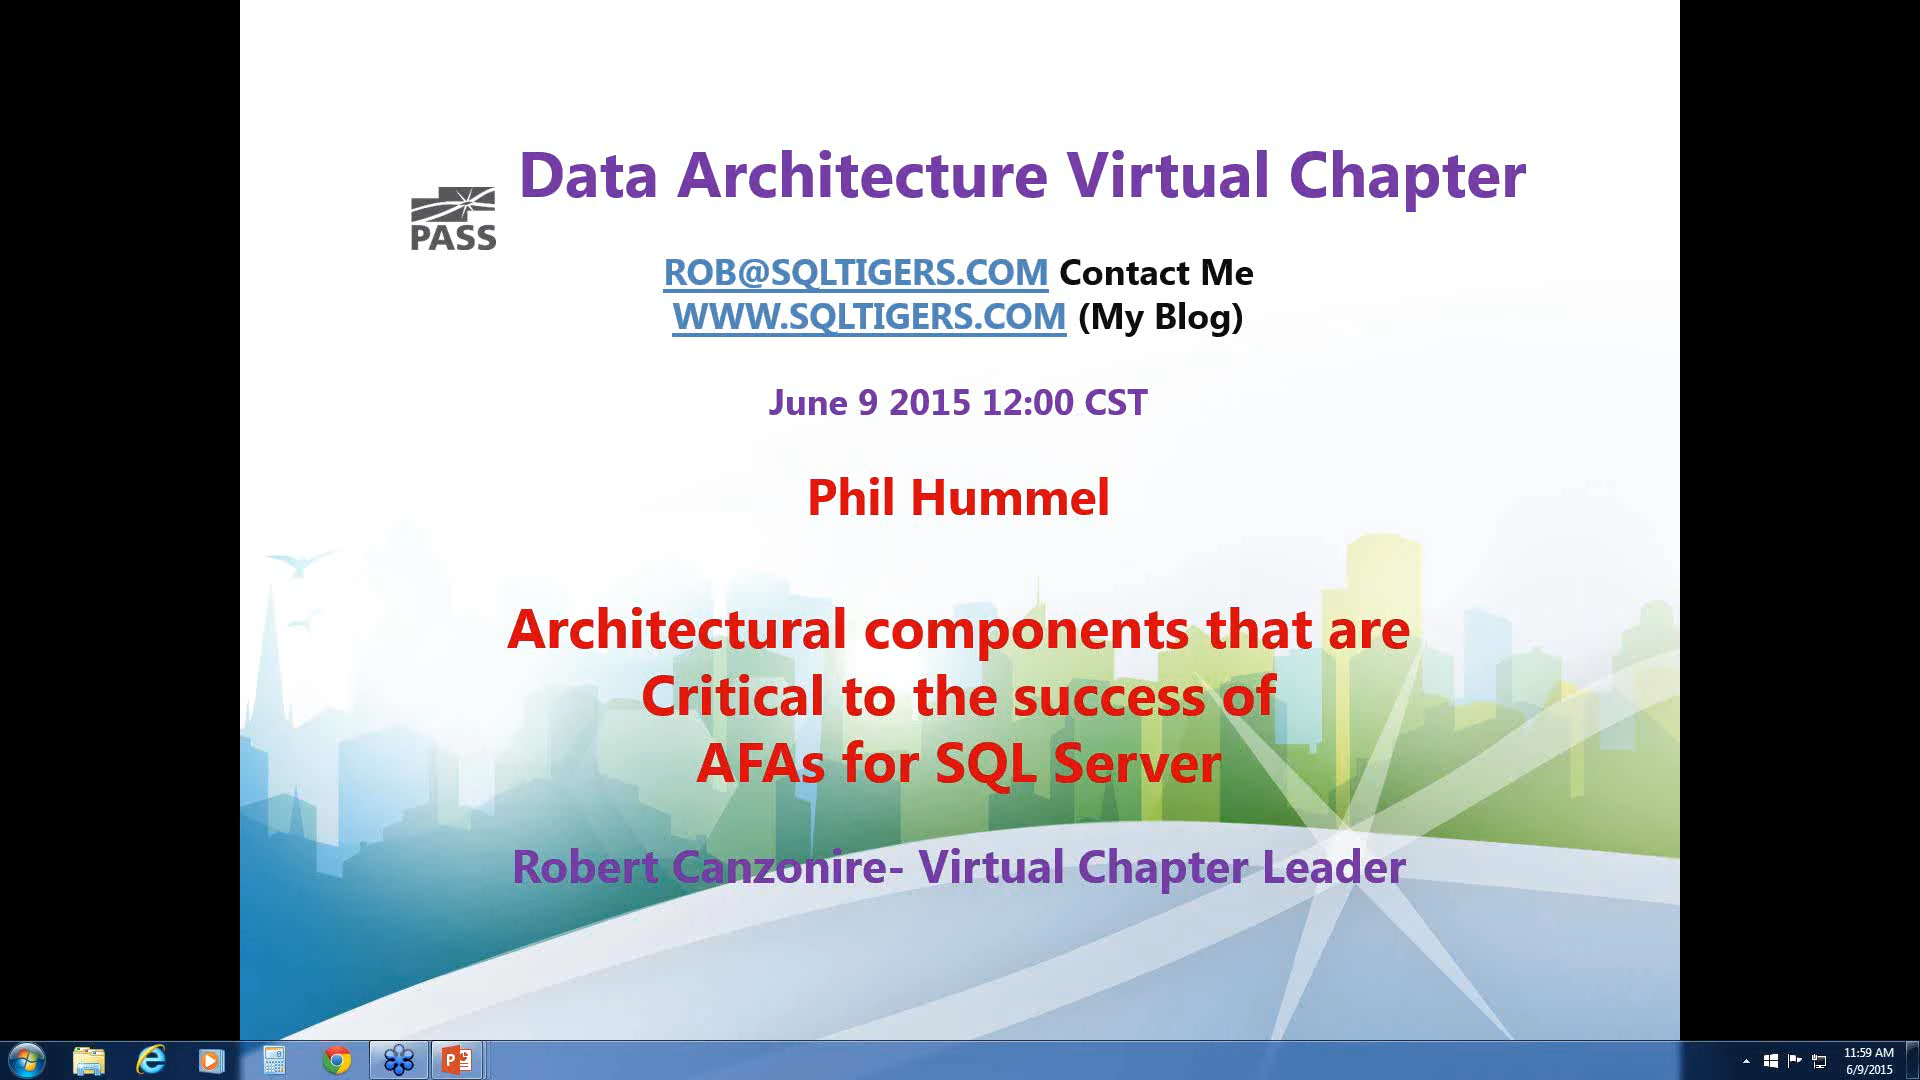 Data Architecture Virtual Chapter
PASS
ROB@SQLTIGERS.COM Contact Me
WWW.SQLTIGERS.COM (My Blog)
June 9 2015 12:00 CST
Phil Hummel
Architectural components that are
Critical to the success of
AFAs for SQL Server
Robert Canzonire- Virtual Chapter Leader
11:59 AM
6/9/2015